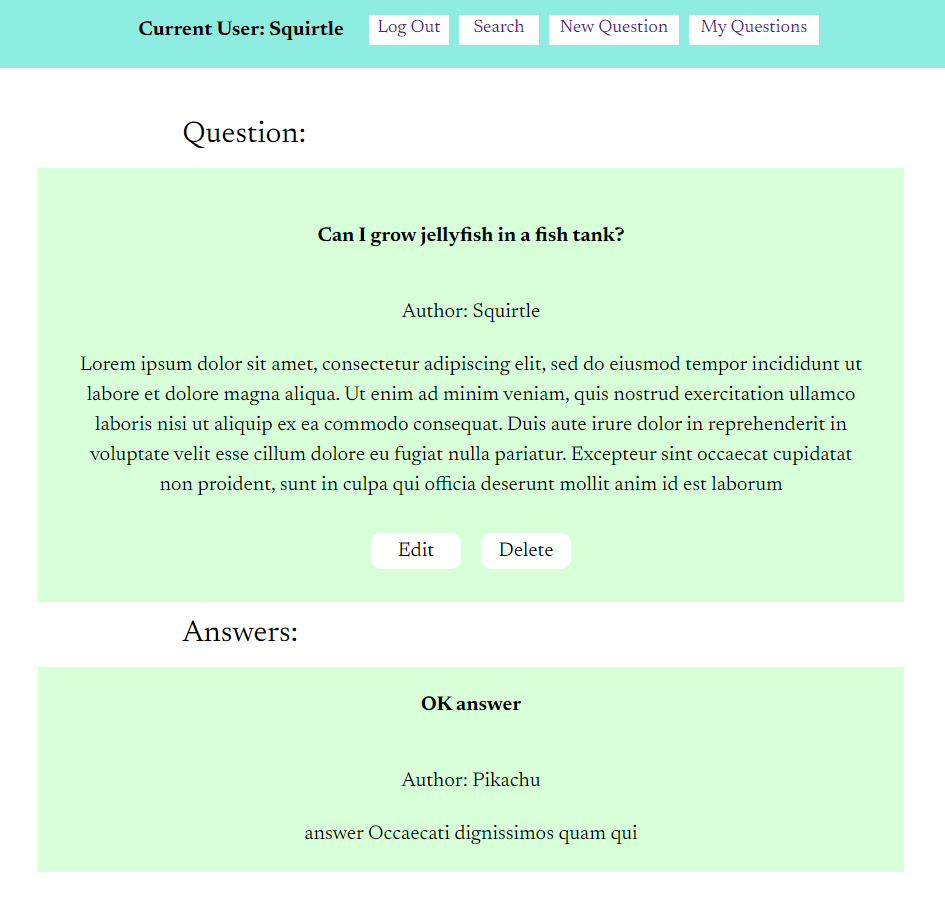 Current User: Squirtle Log Out Search New Question My Questions
Question:
Can I grow jellyfish in a fish tank?
Author: Squirtle
Lorem ipsum dolor sit amet, consectetur adipiscing elit, sed do eiusmod tempor incididunt ut
labore et dolore magna aliqua. Ut enim ad minim veniam, quis nostrud exercitation ullamco
laboris nisi ut aliquip ex ea commodo consequat. Duis aute irure dolor in reprehenderit in
voluptate velit esse cillum dolore eu fugiat nulla pariatur. Excepteur sint occaecat cupidatat
non proident, sunt in culpa qui officia deserunt mollit anim id est laborum
Edit Delete
Answers:
OK answer
Author: Pikachu
answer Occaecati dignissimos quam qui